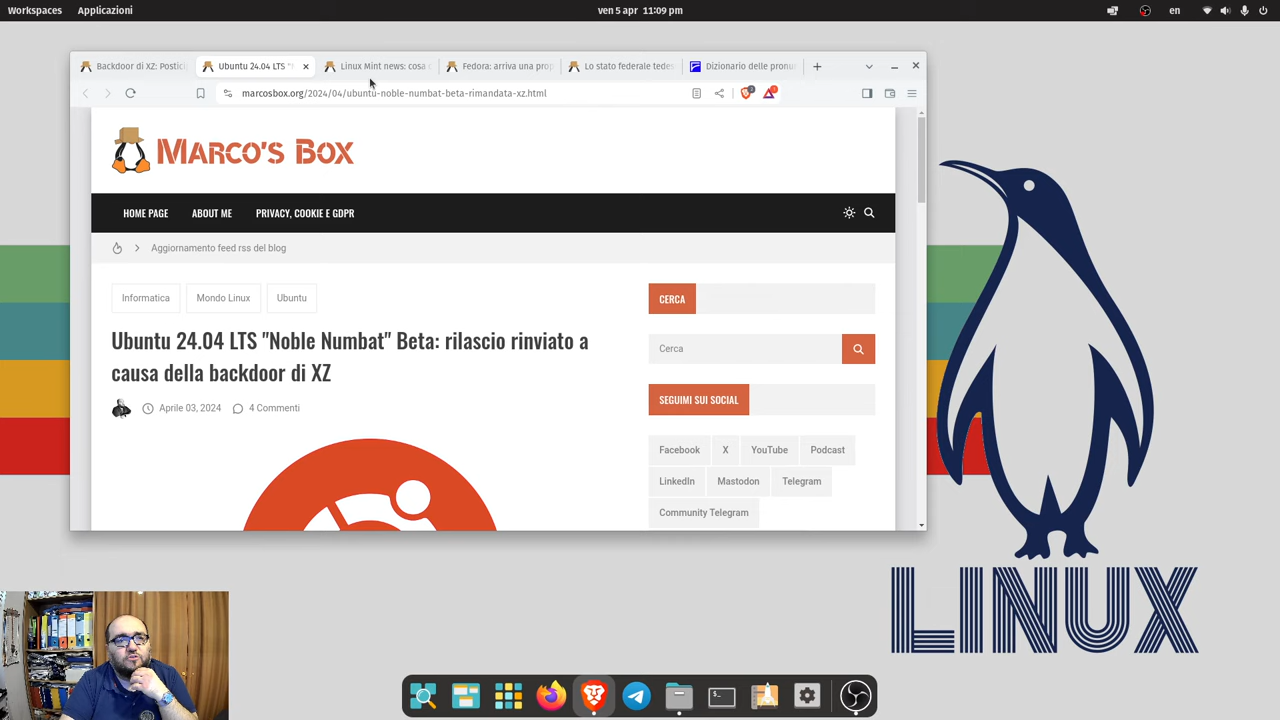 Workspaces Applicazioni ven 5 apr 11:09 pm en
Backdoor di XZ: Postici Ubuntu 24.04 LTS "N Linux Mint news: cosa c Fedora: arriva una prop Lo stato federale tedes Dizionario delle pronun
marcosbox.org/2024/04/ubuntu-noble-numbat-beta-rimandata-xz.html
MARCO'S BOX
HOME PAGE ABOUT ME PRIVACY, COOKIE E GDPR
Aggiornamento feed rss del blog
Informatica Mondo Linux Ubuntu
Ubuntu 24.04 LTS "Noble Numbat" Beta: rilascio rinviato a
causa della backdoor di XZ
Aprile 03, 2024 4 Commenti
CERCA
Cerca
SEGUIMI SUI SOCIAL
Facebook X YouTube Podcast
LinkedIn Mastodon Telegram
Community Telegram
LINUX